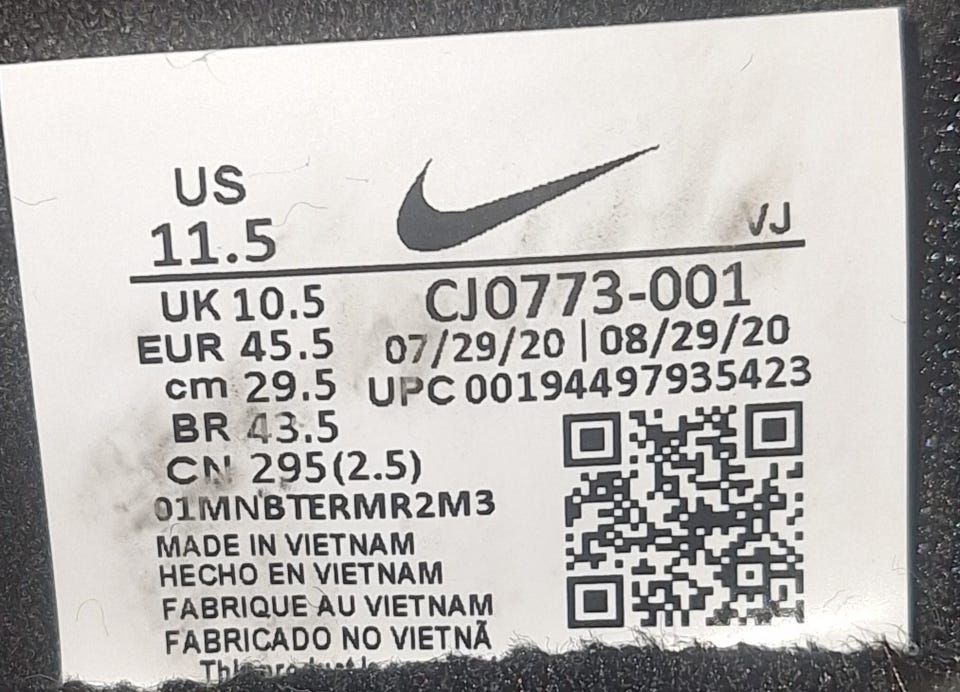 US
11.5
VJ
UK 10.5
CJ0773-001
EUR 45.5
07/29/20 | 08/29/20
cm 29.5
UPC 00194497935423
BR 43.5
CN 295(2.5)
01MNBTERMR2M3
MADE IN VIETNAM
HECHO EN VIETNAM
FABRIQUE AU VIETNAM
FABRICADO NO VIETNÃ